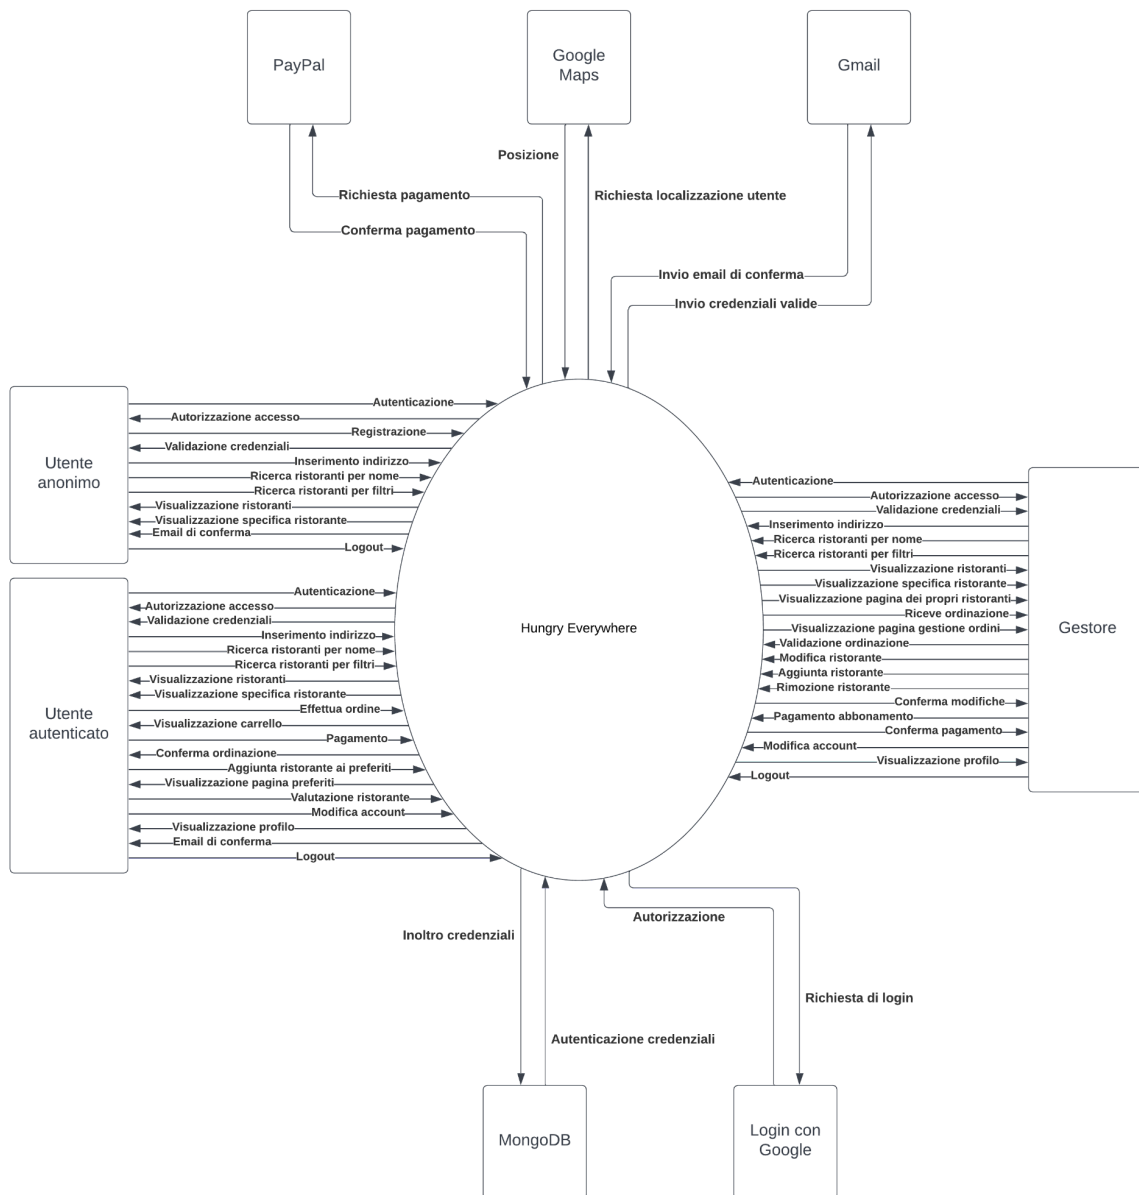 PayPal
Google
Maps
Gmail
Posizione
Richiesta pagamento
Richiesta localizzazione utente
Conferma pagamento
Invio email di conferma
Invio credenziali valide
Utente
anonimo
Autenticazione
Autorizzazione accesso
Registrazione
Validazione credenziali
Inserimento indirizzo
Ricerca ristoranti per nome
Ricerca ristoranti per filtri
Visualizzazione ristoranti
Visualizzazione specifica ristorante
Email di conferma
Logout
Utente
autenticato
Autenticazione
Autorizzazione accesso
Validazione credenziali
Inserimento indirizzo
Ricerca ristoranti per nome
Ricerca ristoranti per filtri
Visualizzazione ristoranti
Visualizzazione specifica ristorante
Effettua ordine
Visualizzazione carrello
Pagamento
Conferma ordinazione
Aggiunta ristorante ai preferiti
Visualizzazione pagina preferiti
Valutazione ristorante
Modifica account
Visualizzazione profilo
Email di conferma
Logout
Hungry Everywhere
Autenticazione
Autorizzazione accesso
Validazione credenziali
Inserimento indirizzo
Ricerca ristoranti per nome
Ricerca ristoranti per filtri
Visualizzazione ristoranti
Visualizzazione specifica ristorante
Visualizzazione pagina dei propri ristoranti
Riceve ordinazione
Visualizzazione pagina gestione ordini
Validazione ordinazione
Modifica ristorante
Aggiunta ristorante
Rimozione ristorante
Conferma modifiche
Pagamento abbonamento
Conferma pagamento
Modifica account
Visualizzazione profilo
Logout
Gestore
Inoltro credenziali
Autorizzazione
Richiesta di login
Autenticazione credenziali
MongoDB
Login con
Google